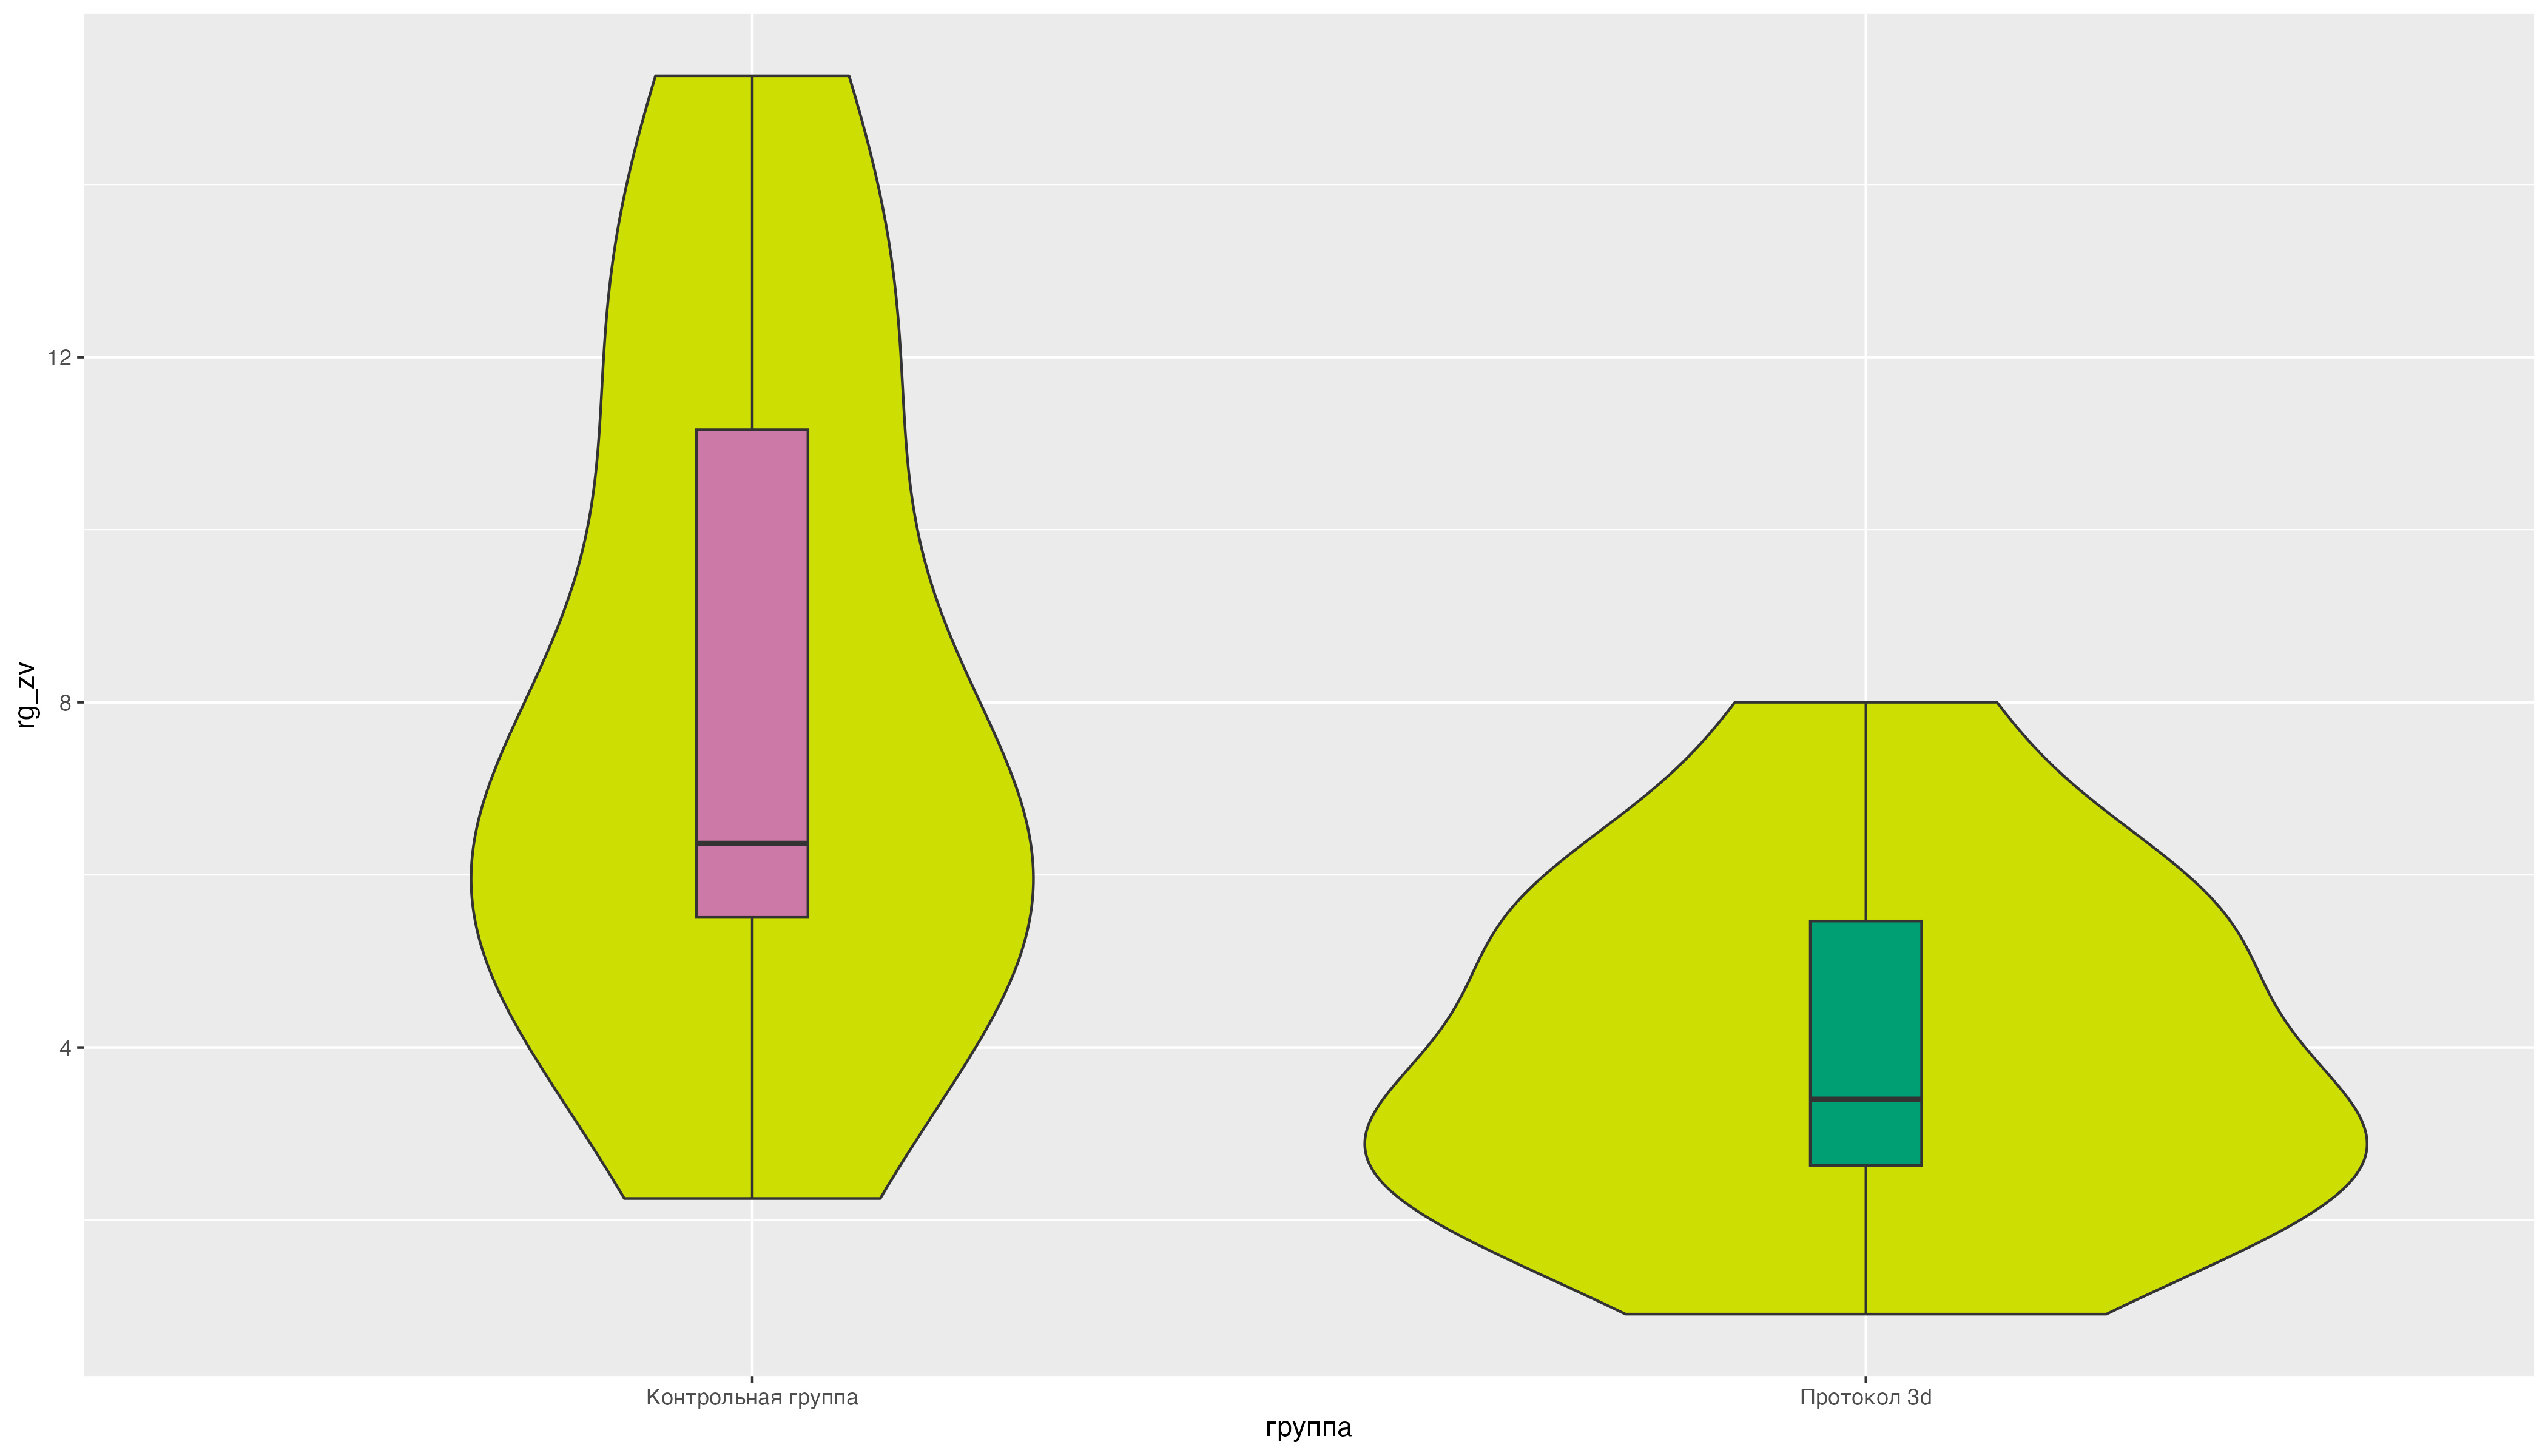 rg_zv
12
8
4
Контрольная группа
Протокол 3d
группа